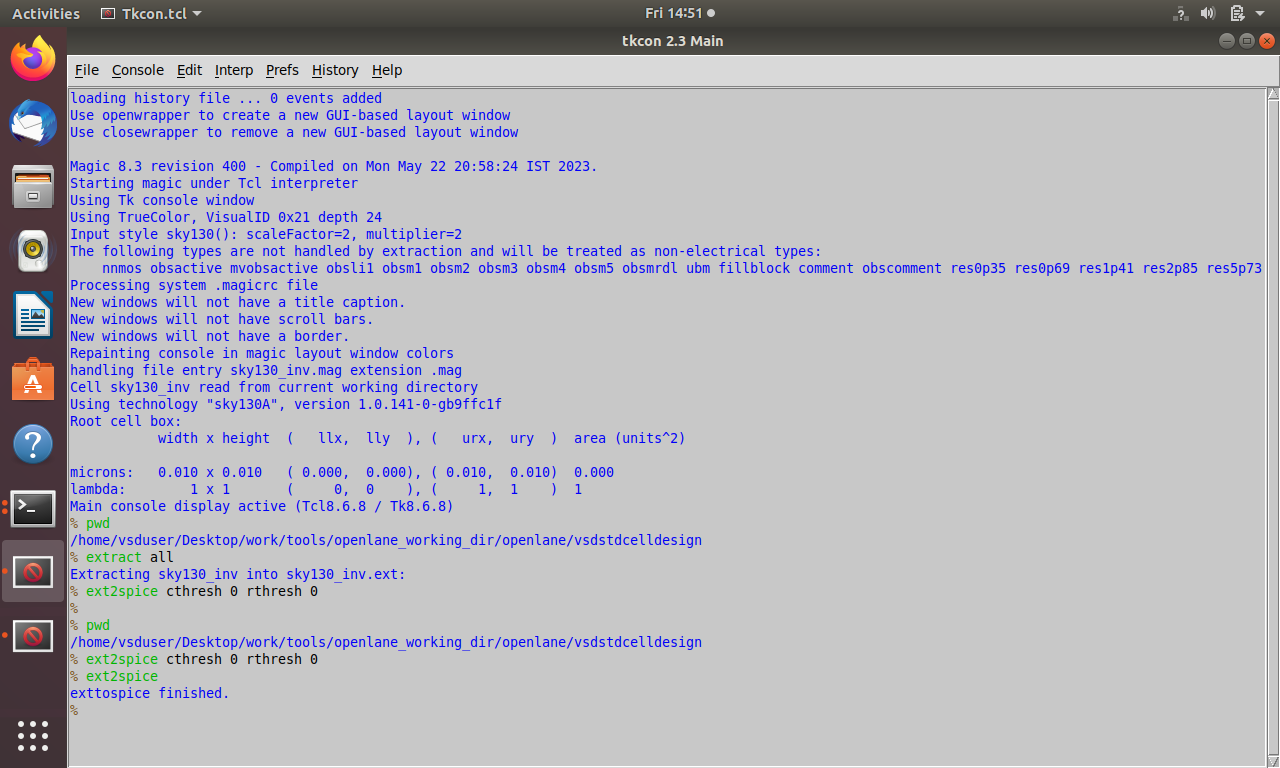 Activities Tkcon.tcl Fri 14:51
tkcon 2.3 Main
File Console Edit Interp Prefs History Help
loading history file ... 0 events added
Use openwrapper to create a new GUI-based layout window
Use closewrapper to remove a new GUI-based layout window
Magic 8.3 revision 400 - Compiled on Mon May 22 20:58:24 IST 2023.
Starting magic under Tcl interpreter
Using Tk console window
Using TrueColor, VisualID 0x21 depth 24
Input style sky130(): scaleFactor=2, multiplier=2
The following types are not handled by extraction and will be treated as non-electrical types:
    nnmos obsactive mvobsactive obsli1 obsm1 obsm2 obsm3 obsm4 obsm5 obsmrdl ubm fillblock comment obscomment res0p35 res0p69 res1p41 res2p85 res5p73
Processing system .magicrc file
New windows will not have a title caption.
New windows will not have scroll bars.
New windows will not have a border.
Repainting console in magic layout window colors
handling file entry sky130_inv.mag extension .mag
Cell sky130_inv read from current working directory
Using technology "sky130A", version 1.0.141-0-gb9ffc1f
Root cell box:
           width x height  (   llx,  lly  ), (   urx,  ury  )  area (units^2)
microns:   0.010 x 0.010   ( 0.000,  0.000), ( 0.010,  0.010)  0.000
lambda:        1 x 1       (     0,  0    ), (     1,  1    )  1
Main console display active (Tcl8.6.8 / Tk8.6.8)
% pwd
/home/vsduser/Desktop/work/tools/openlane_working_dir/openlane/vsdstdcelldesign
% extract all
Extracting sky130_inv into sky130_inv.ext:
% ext2spice cthresh 0 rthresh 0
%
% pwd
/home/vsduser/Desktop/work/tools/openlane_working_dir/openlane/vsdstdcelldesign
% ext2spice cthresh 0 rthresh 0
% ext2spice
exttospice finished.
%